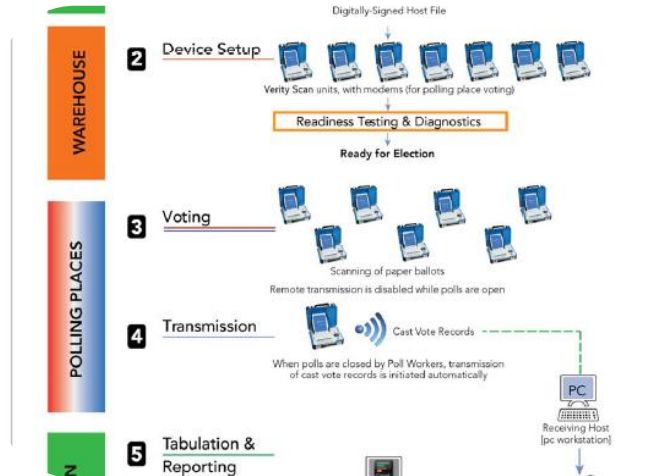 Digitally-Signed Host File
WAREHOUSE
2
Device Setup
Verity Scan units, with modems (for polling place voting)
Readiness Testing & Diagnostics
Ready for Election
POLLING PLACES
3
Voting
Scanning of paper ballots
Remote transmission is disabled while polls are open
4
Transmission
Cast Vote Records
When polls are closed by Poll Workers, transmission
of cast vote records is initiated automatically
PC
Receiving Host
[pc workstation]
5
Tabulation &
Reporting
N